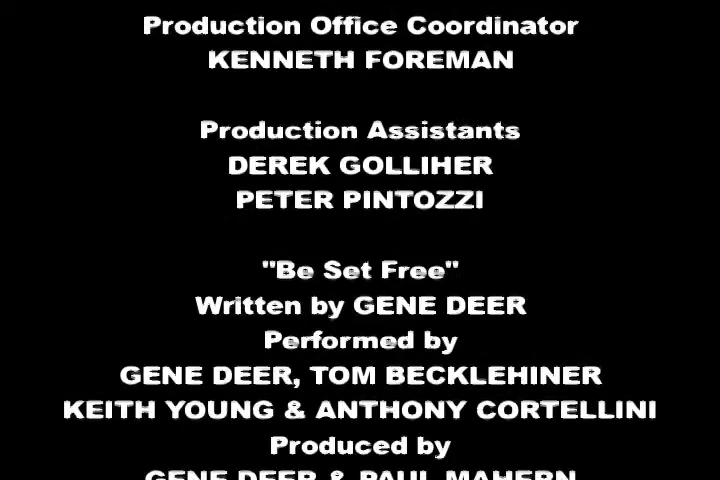 Production Office Coordinator
KENNETH FOREMAN
Production Assistants
DEREK GOLLIHER
PETER PINTOZZI
"Be Set Free"
Written by GENE DEER
Performed by
GENE DEER, TOM BECKLEHINER
KEITH YOUNG & ANTHONY CORTELLINI
Produced by
GENE DEER & PAUL MAHERN